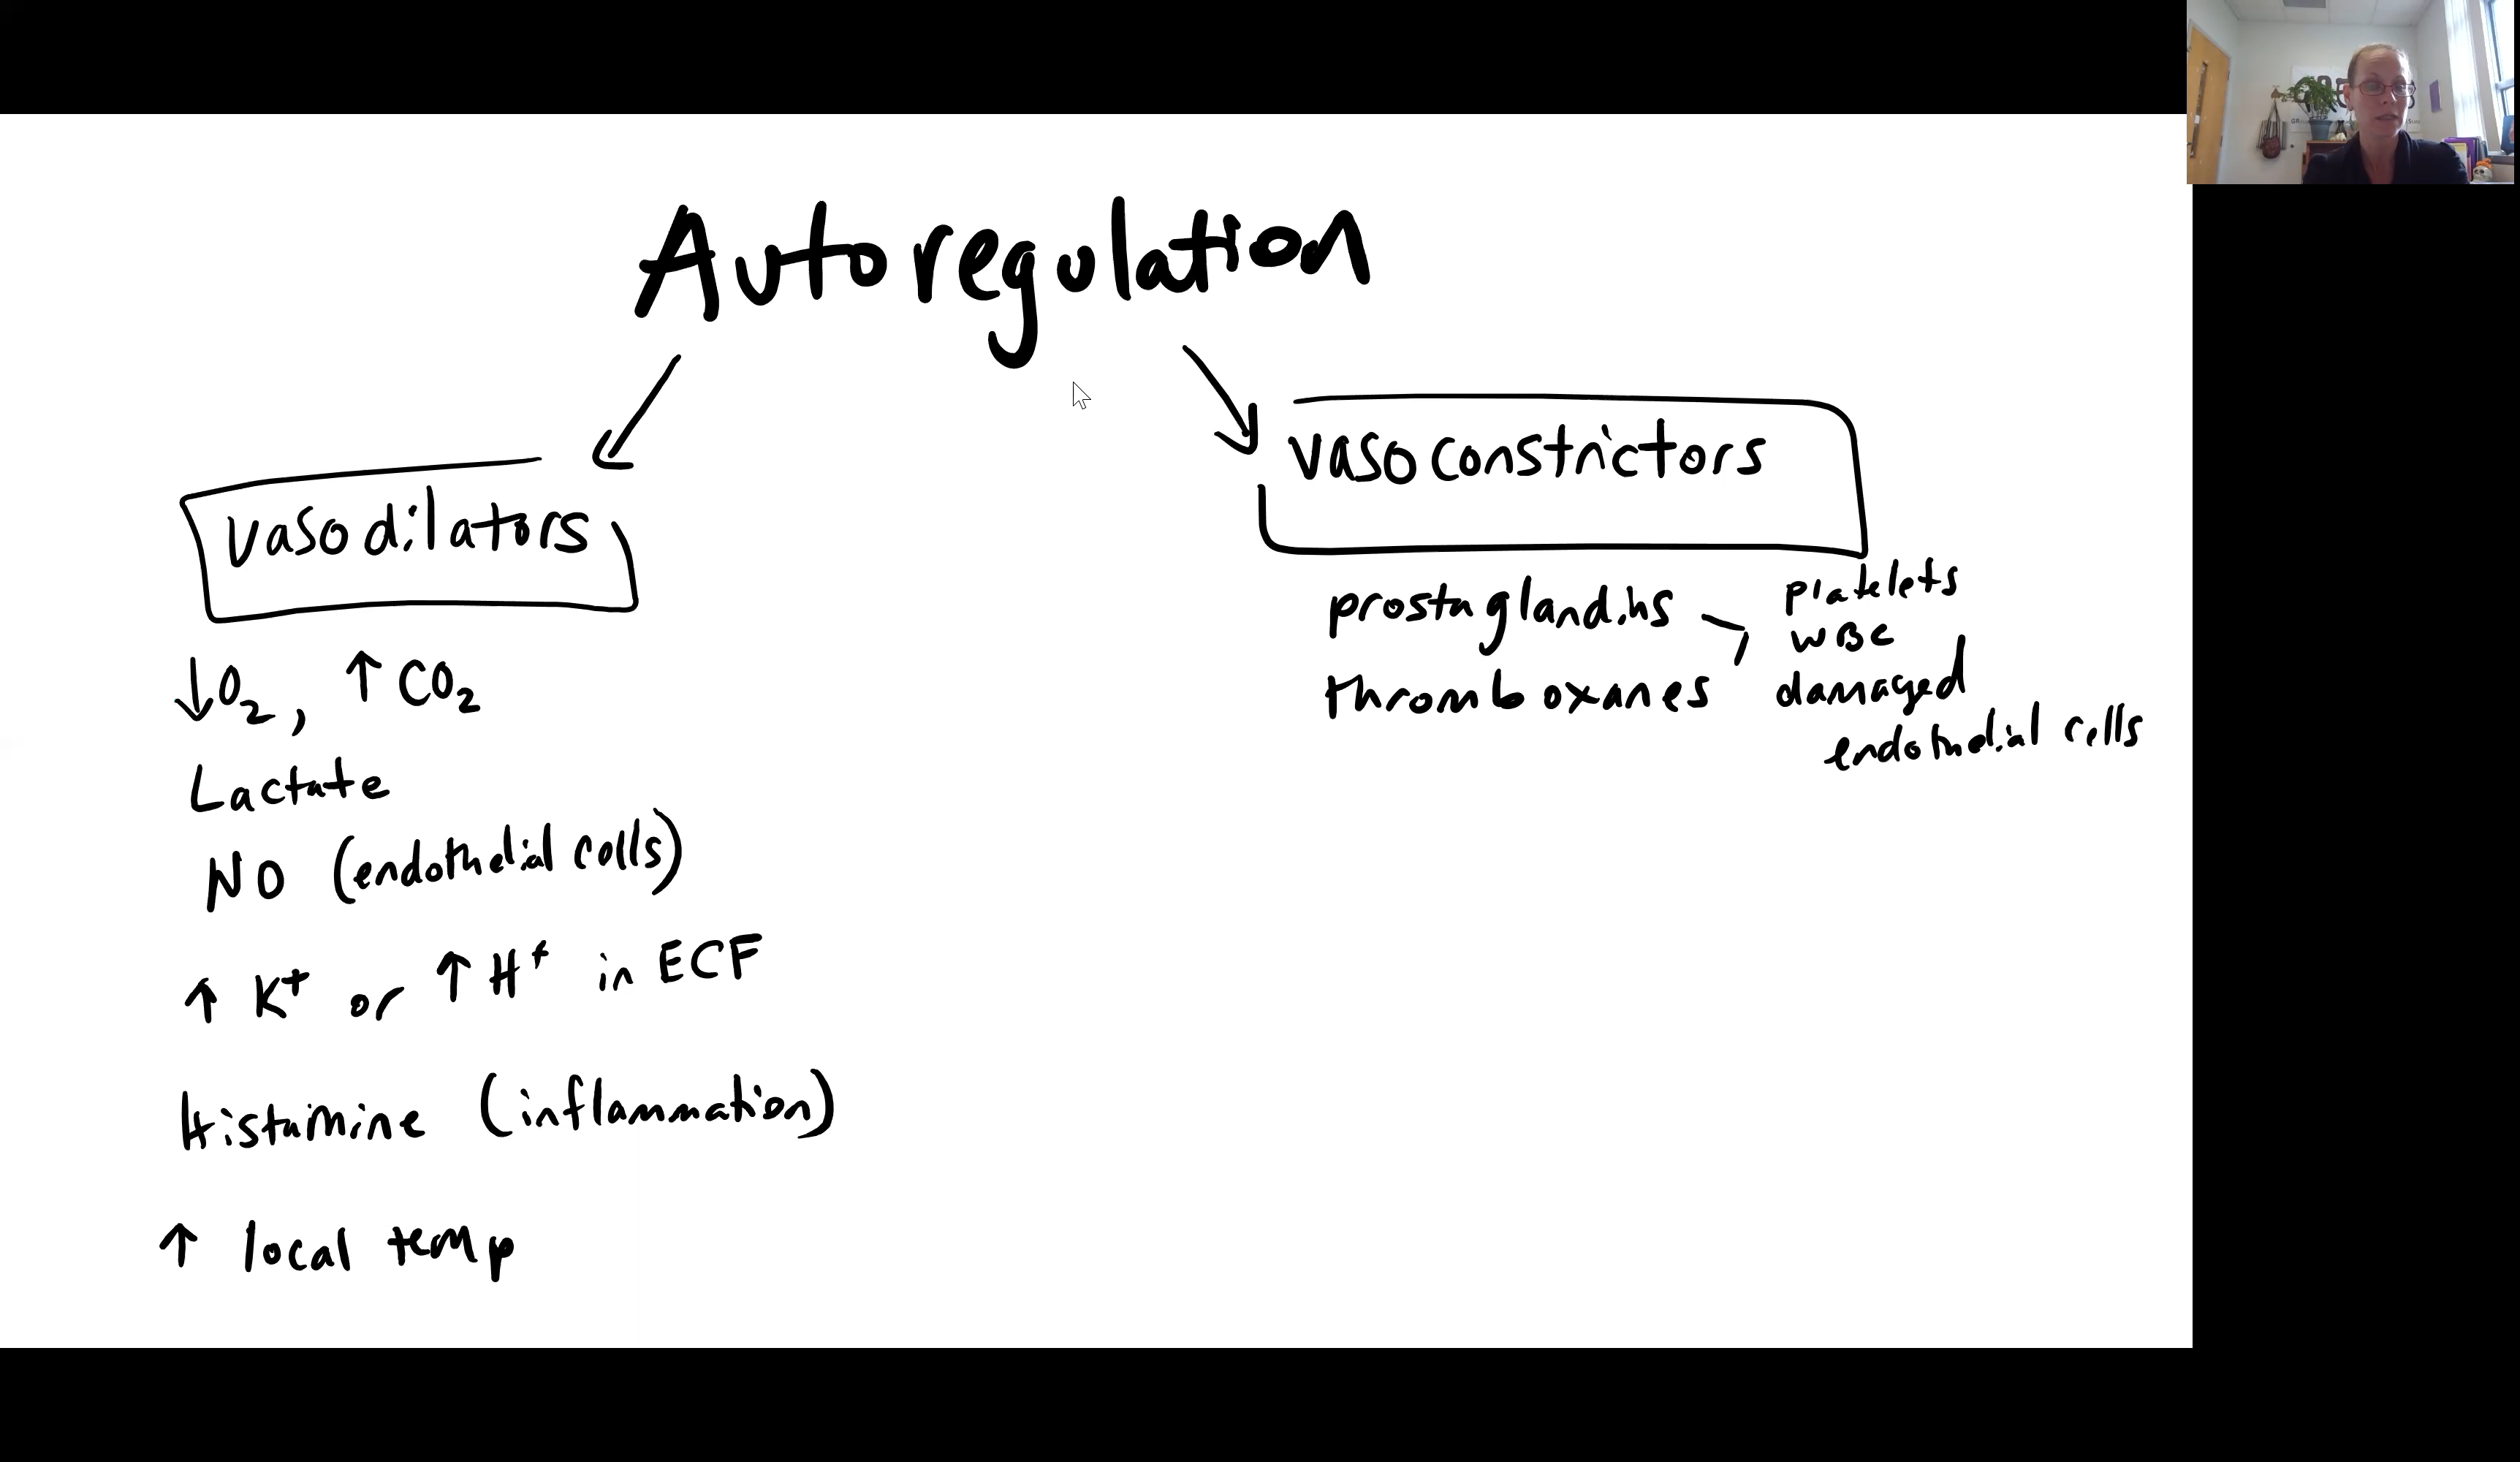 Autoregulation
vasodilators
↓O₂, ↑CO₂
Lactate
NO (endothelial cells)
↑ K⁺ or ↑ H⁺ in ECF
Histamine (inflammation)
↑ local temp
vasoconstrictors
prostaglandins
thromboxanes
platelets
WBC
damaged
endothelial cells